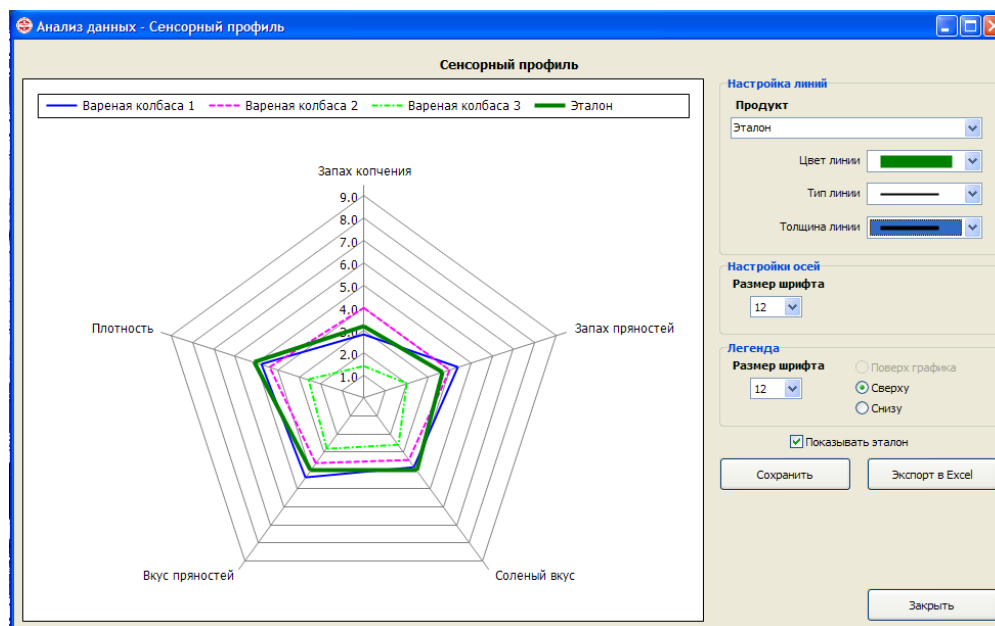 Анализ данных - Сенсорный профиль
Сенсорный профиль
Вареная колбаса 1 Вареная колбаса 2 Вареная колбаса 3 Эталон
Запах копчения
9.0
8.0
7.0
6.0
5.0
4.0
3.0
2.0
1.0
Плотность
Запах пряностей
Вкус пряностей
Соленый вкус
Настройка линий
Продукт
Эталон
Цвет линии
Тип линии
Толщина линии
Настройки осей
Размер шрифта
12
Легенда
Размер шрифта
12
Поверх графика
Сверху
Снизу
Показывать эталон
Сохранить
Экспорт в Excel
Закрыть